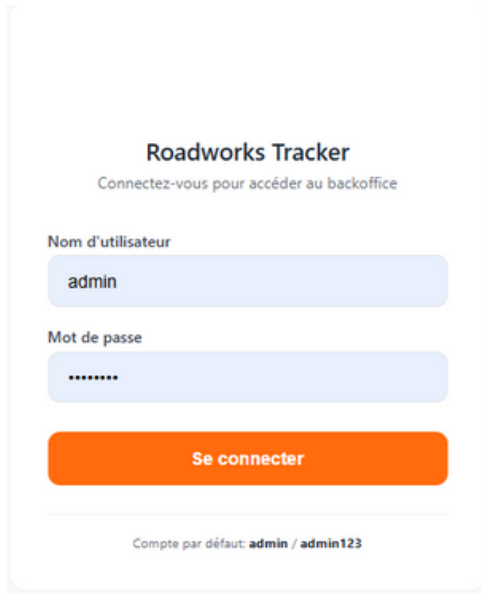 Roadworks Tracker
Connectez-vous pour accéder au backoffice
Nom d'utilisateur
admin
Mot de passe
••••••••
Se connecter
Compte par défaut: admin / admin123